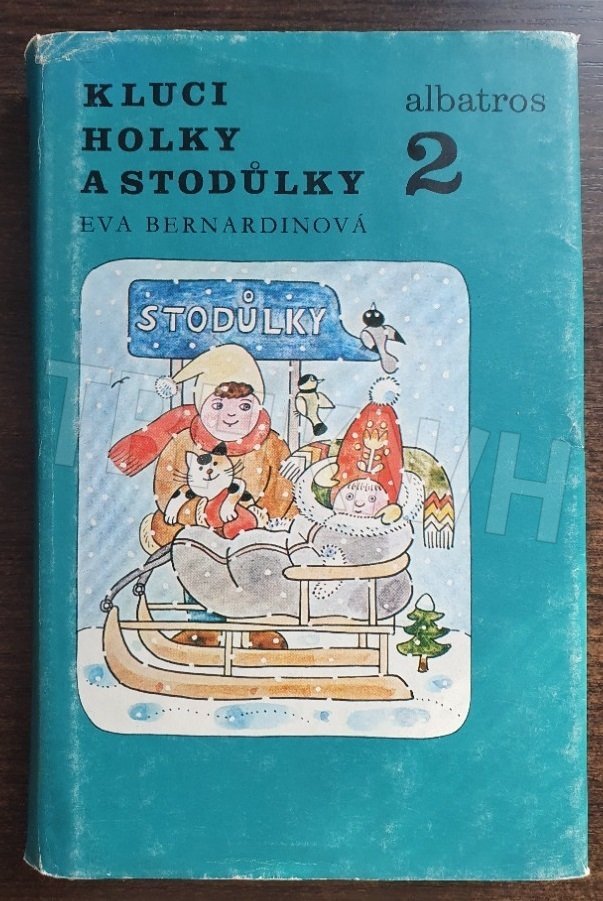 KLUCI
HOLKY
A STODŮLKY
EVA BERNARDINOVÁ
albatros
2
STODŮLKY